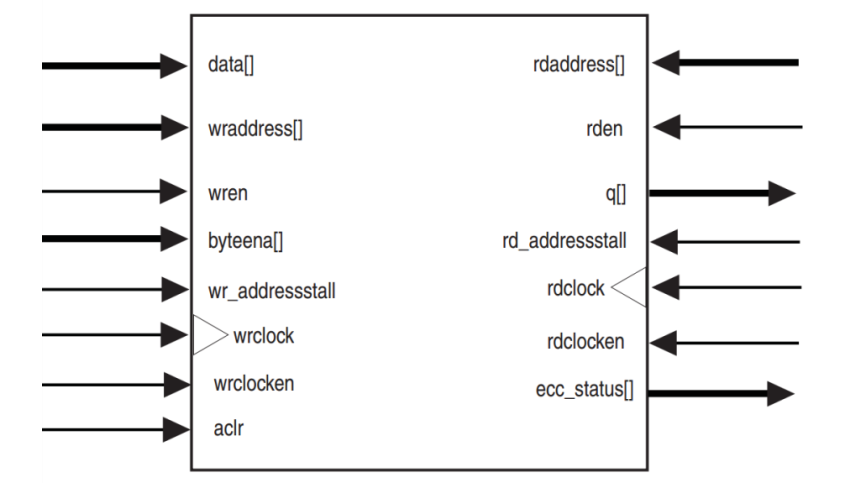 data[]
wraddress[]
wren
byteena[]
wr_addressstall
wrclock
wrclocken
aclr
rdaddress[]
rden
q[]
rd_addressstall
rdclock
rdclocken
ecc_status[]